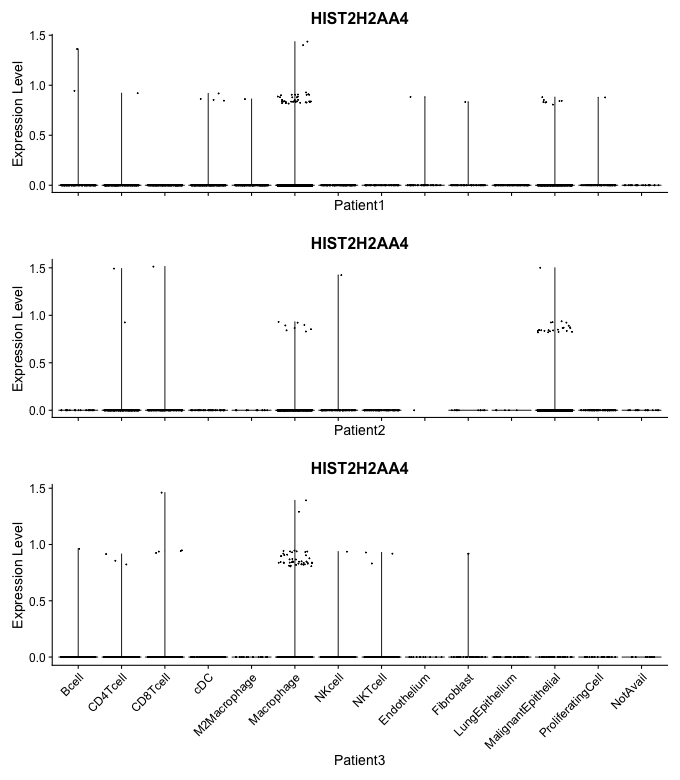 HIST2H2AA4
Expression Level
1.5
1.0
0.5
0.0
Patient1
HIST2H2AA4
Expression Level
1.5
1.0
0.5
0.0
Patient2
HIST2H2AA4
Expression Level
1.5
1.0
0.5
0.0
Bcell
CD4Tcell
CD8Tcell
cDC
M2Macrophage
Macrophage
NKcell
NKTcell
Endothelium
Fibroblast
LungEpithelium
MalignantEpithelial
ProliferatingCell
NotAvail
Patient3